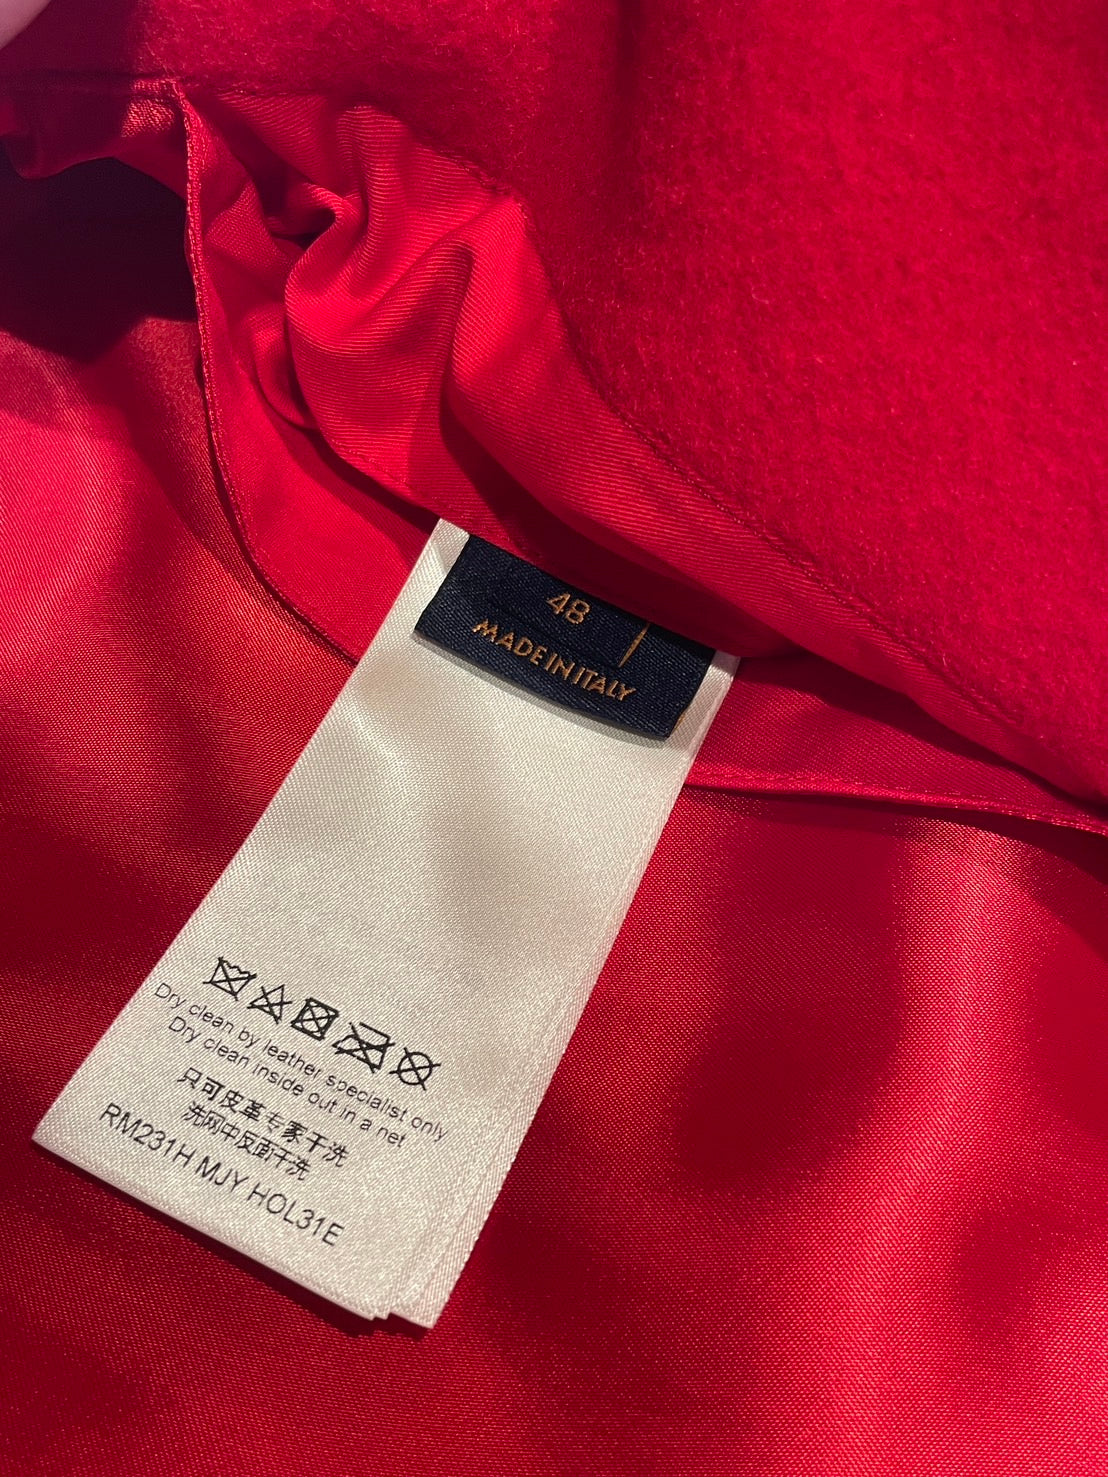 48
MADE IN ITALY
Dry clean by leather specialist only
Dry clean inside out in a net
只可皮革专家干洗
洗网中反面干洗
RM231H MJY HOL31E